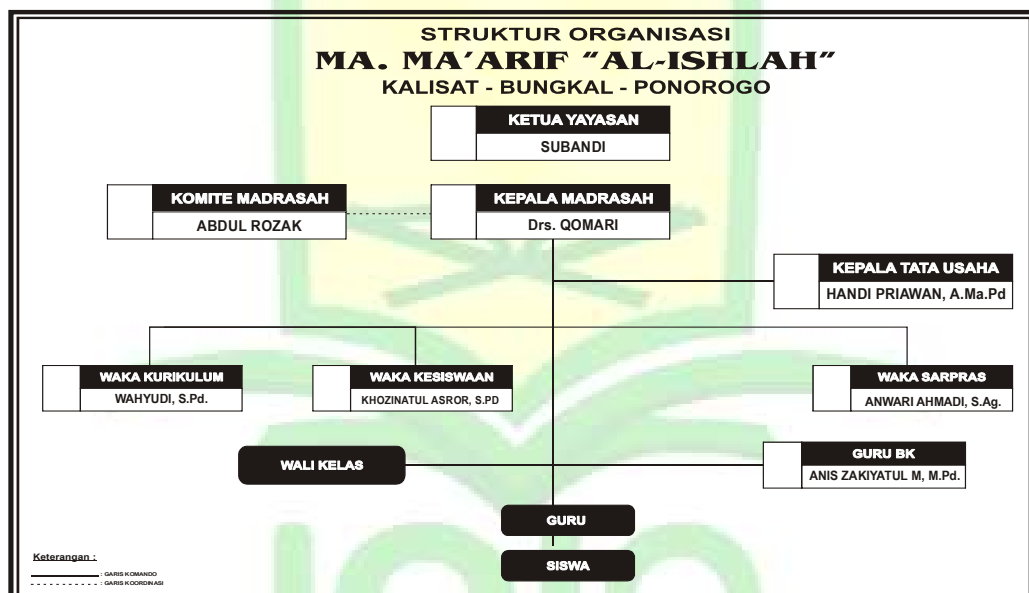 STRUKTUR ORGANISASI
MA. MA'ARIF "AL-ISHLAH"
KALISAT - BUNGKAL - PONOROGO
KETUA YAYASAN
SUBANDI
KOMITE MADRASAH
ABDUL ROZAK
KEPALA MADRASAH
Drs. QOMARI
KEPALA TATA USAHA
HANDI PRIAWAN, A.Ma.Pd
WAKA KURIKULUM
WAHYUDI, S.Pd.
WAKA KESISWAAN
KHOZINATUL ASROR, S.PD
WAKA SARPRAS
ANWARI AHMADI, S.Ag.
WALI KELAS
GURU BK
ANIS ZAKIYATUL M, M.Pd.
GURU
SISWA
Keterangan :
: GARIS KOMANDO
: GARIS KOORDINASI